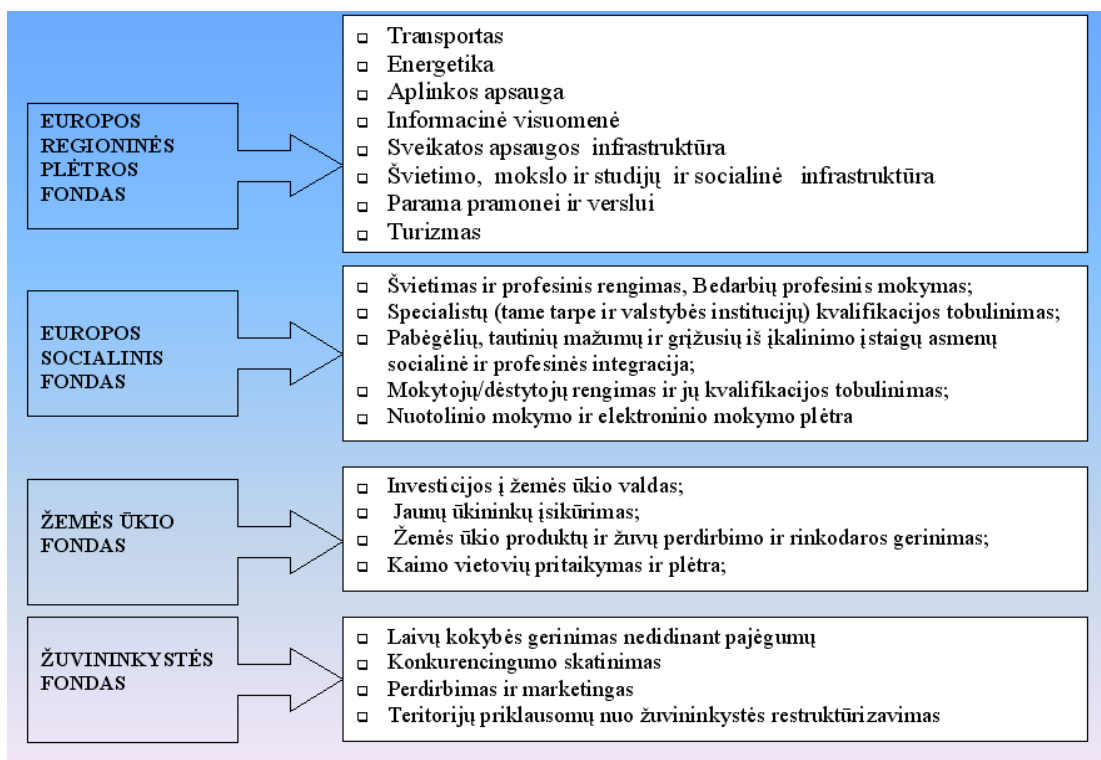 EUROPOS
REGIONINĖS
PLĖTROS
FONDAS
Transportas
Energetika
Aplinkos apsauga
Informacinė visuomenė
Sveikatos apsaugos infrastruktūra
Švietimo, mokslo ir studijų ir socialinė infrastruktūra
Parama pramonei ir verslui
Turizmas
EUROPOS
SOCIALINIS
FONDAS
Švietimas ir profesinis rengimas, Bedarbių profesinis mokymas;
Specialistų (tame tarpe ir valstybės institucijų) kvalifikacijos tobulinimas;
Pabėgėlių, tautinių mažumų ir grįžusių iš įkalinimo įstaigų asmenų
socialinė ir profesinės integracija;
Mokytojų/dėstytojų rengimas ir jų kvalifikacijos tobulinimas;
Nuotolinio mokymo ir elektroninio mokymo plėtra
ŽEMĖS ŪKIO
FONDAS
Investicijos į žemės ūkio valdas;
Jaunų ūkininkų įsikūrimas;
Žemės ūkio produktų ir žuvų perdirbimo ir rinkodaros gerinimas;
Kaimo vietovių pritaikymas ir plėtra;
ŽUVININKYSTĖS
FONDAS
Laivų kokybės gerinimas nedidinant pajėgumų
Konkurencingumo skatinimas
Perdirbimas ir marketingas
Teritorijų priklausomų nuo žuvininkystės restruktūrizavimas